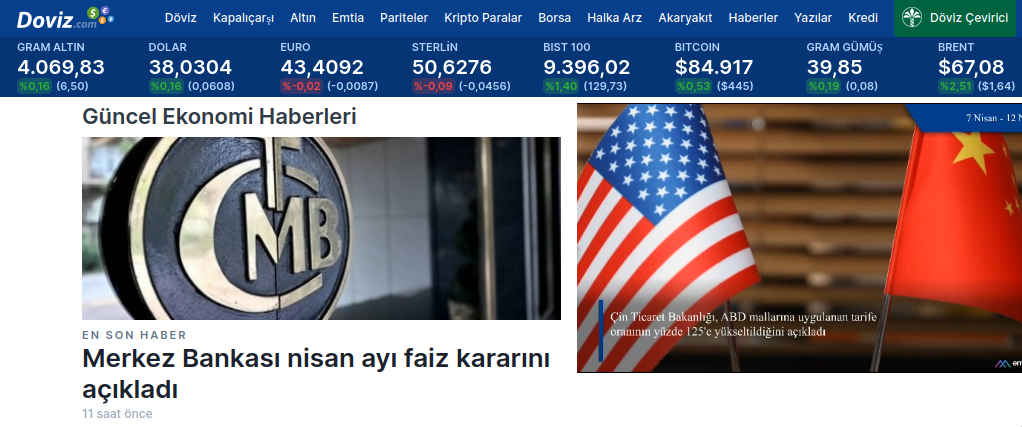 Doviz.com
Döviz Kapalıçarşı Altın Emtia Pariteler Kripto Paralar Borsa Halka Arz Akaryakıt Haberler Yazılar Kredi Döviz Çevirici
GRAM ALTIN DOLAR EURO STERLİN BIST 100 BITCOIN GRAM GÜMÜŞ BRENT
4.069,83 38,0304 43,4092 50,6276 9.396,02 $84.917 39,85 $67,08
%0,16 (6,50) %0,16 (0,0608) %-0,02 (-0,0087) %-0,09 (-0,0456) %1,40 (129,73) %0,53 ($445) %0,19 (0,08) %2,51 ($1,64)
Güncel Ekonomi Haberleri
MB
EN SON HABER
Merkez Bankası nisan ayı faiz kararını
açıkladı
11 saat önce
7 Nisan - 12 N
Çin Ticaret Bakanlığı, ABD mallarına uygulanan tarife
oranının yüzde 125'e yükseltildiğini açıkladı